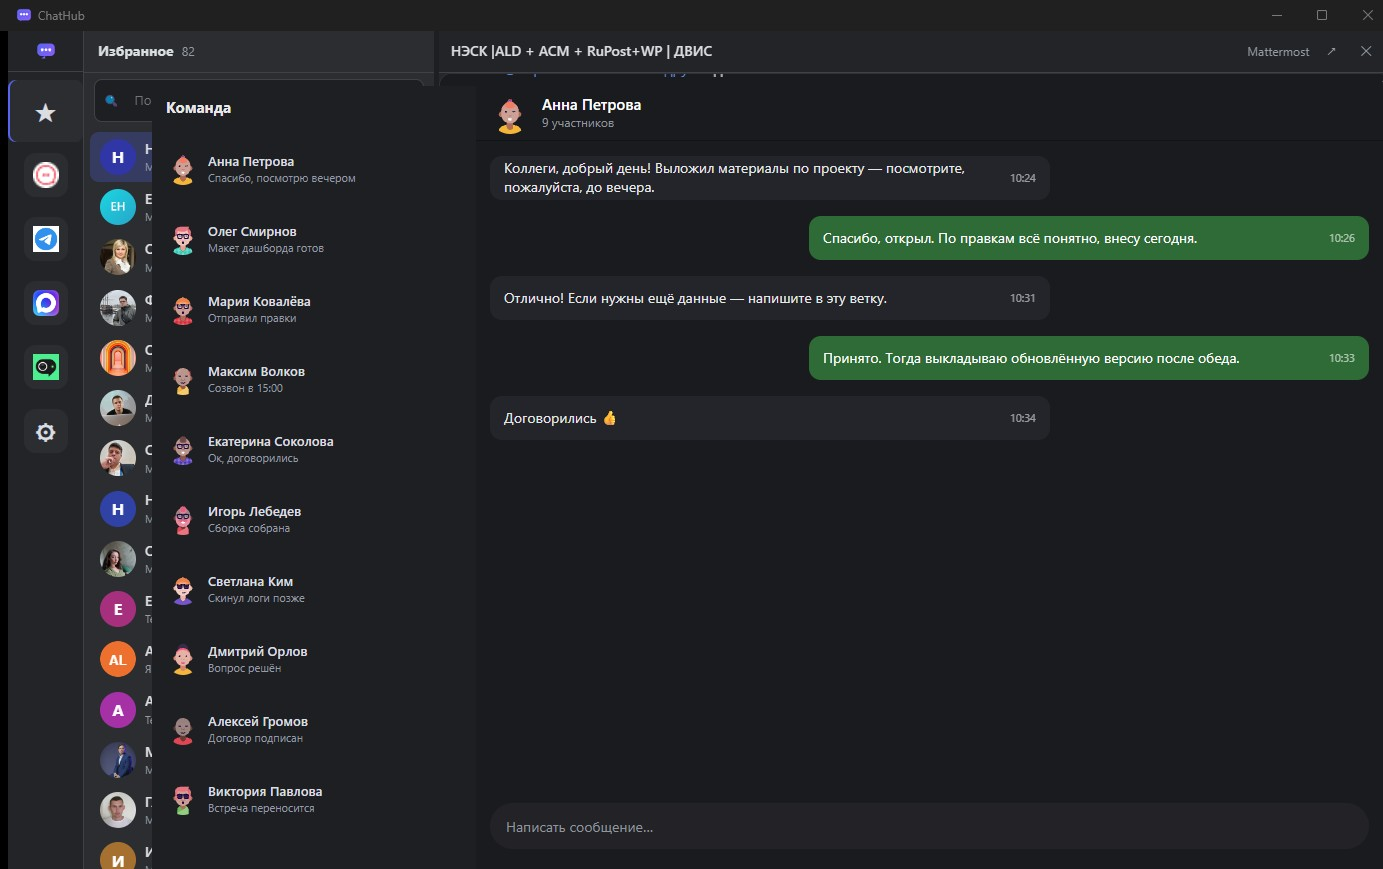 ChatHub
Избранное 82
НЭСК |ALD + ACM + RuPost+WP | ДВИС
Mattermost
По
Команда
Анна Петрова
Спасибо, посмотрю вечером
Олег Смирнов
Макет дашборда готов
Мария Ковалёва
Отправил правки
Максим Волков
Созвон в 15:00
Екатерина Соколова
Ок, договорились
Игорь Лебедев
Сборка собрана
Светлана Ким
Скинул логи позже
Дмитрий Орлов
Вопрос решён
Алексей Громов
Договор подписан
Виктория Павлова
Встреча переносится
H
EH
H
E
AL
A
И
Анна Петрова
9 участников
Коллеги, добрый день! Выложил материалы по проекту — посмотрите,
пожалуйста, до вечера.
10:24
Спасибо, открыл. По правкам всё понятно, внесу сегодня.
10:26
Отлично! Если нужны ещё данные — напишите в эту ветку.
10:31
Принято. Тогда выкладываю обновлённую версию после обеда.
10:33
Договорились 👍
10:34
Написать сообщение...